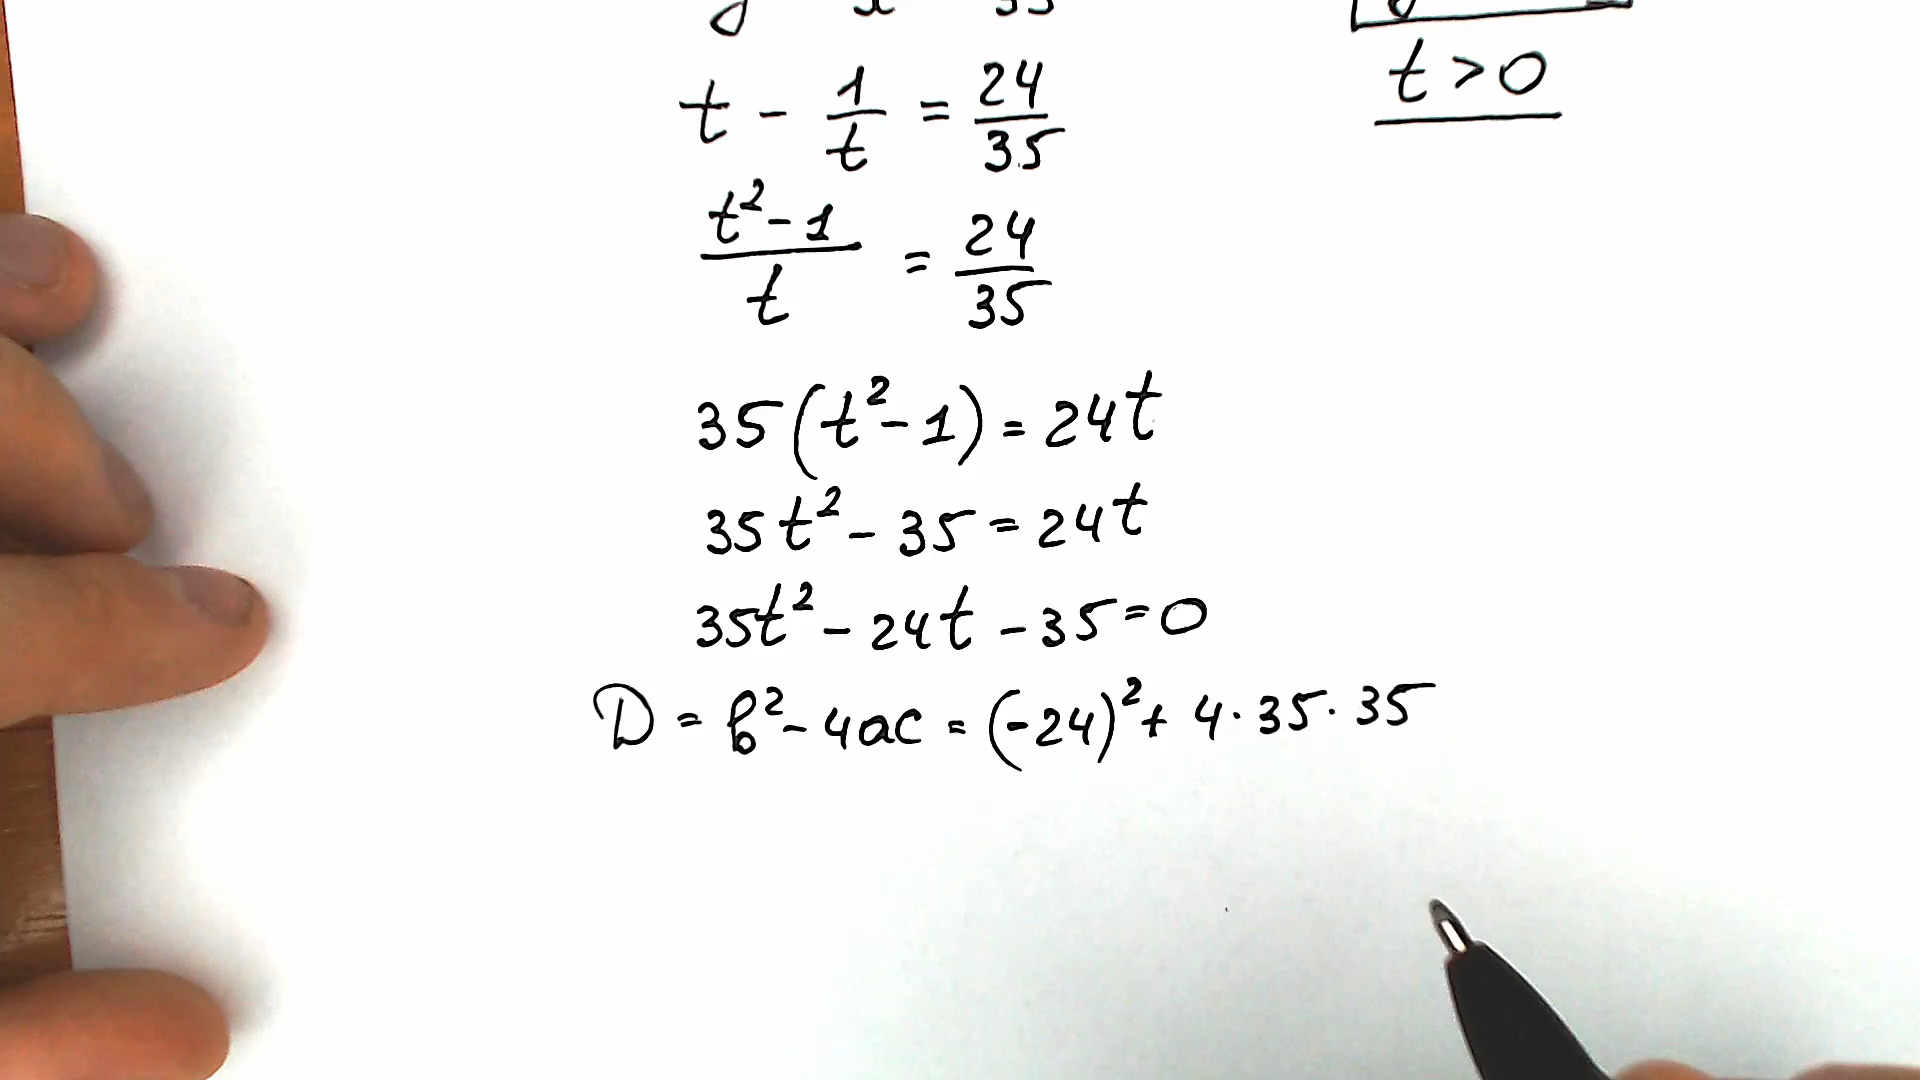 t - 1/t = 24/35
t > 0
(t² - 1)/t = 24/35
35(t² - 1) = 24t
35t² - 35 = 24t
35t² - 24t - 35 = 0
D = b² - 4ac = (-24)² + 4 · 35 · 35